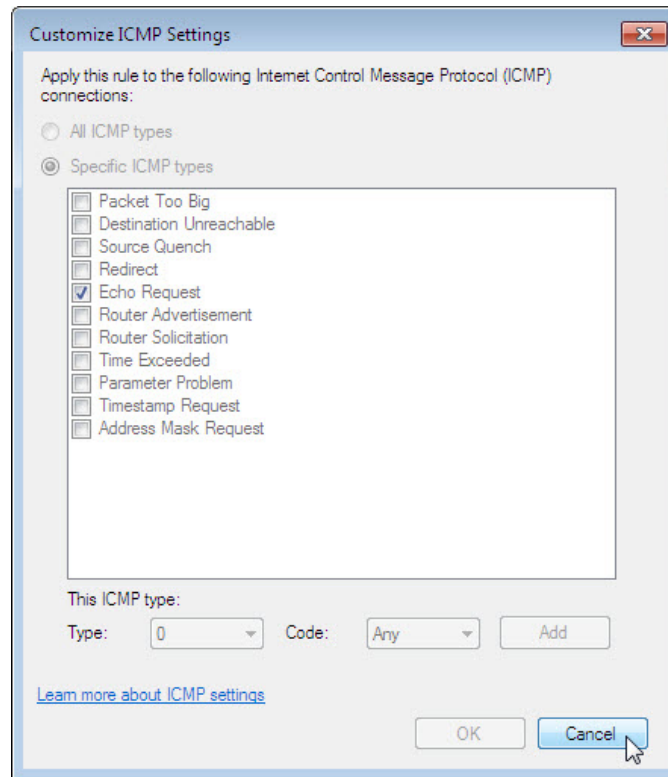 Customize ICMP Settings
Apply this rule to the following Internet Control Message Protocol (ICMP)
connections:
All ICMP types
Specific ICMP types
Packet Too Big
Destination Unreachable
Source Quench
Redirect
Echo Request
Router Advertisement
Router Solicitation
Time Exceeded
Parameter Problem
Timestamp Request
Address Mask Request
This ICMP type:
Type: 0 Code: Any Add
Learn more about ICMP settings
OK Cancel